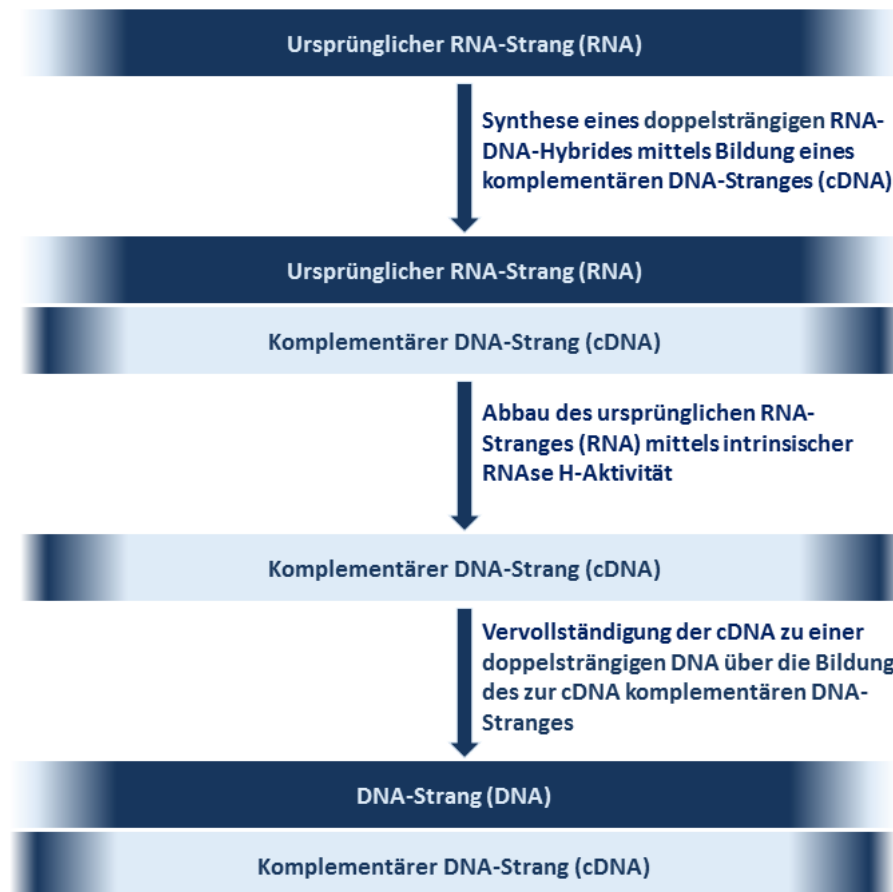 Ursprünglicher RNA-Strang (RNA)
Synthese eines doppelsträngigen RNA-
DNA-Hybrides mittels Bildung eines
komplementären DNA-Stranges (cDNA)
Ursprünglicher RNA-Strang (RNA)
Komplementärer DNA-Strang (cDNA)
Abbau des ursprünglichen RNA-
Stranges (RNA) mittels intrinsischer
RNAse H-Aktivität
Komplementärer DNA-Strang (cDNA)
Vervollständigung der cDNA zu einer
doppelsträngigen DNA über die Bildung
des zur cDNA komplementären DNA-
Stranges
DNA-Strang (DNA)
Komplementärer DNA-Strang (cDNA)